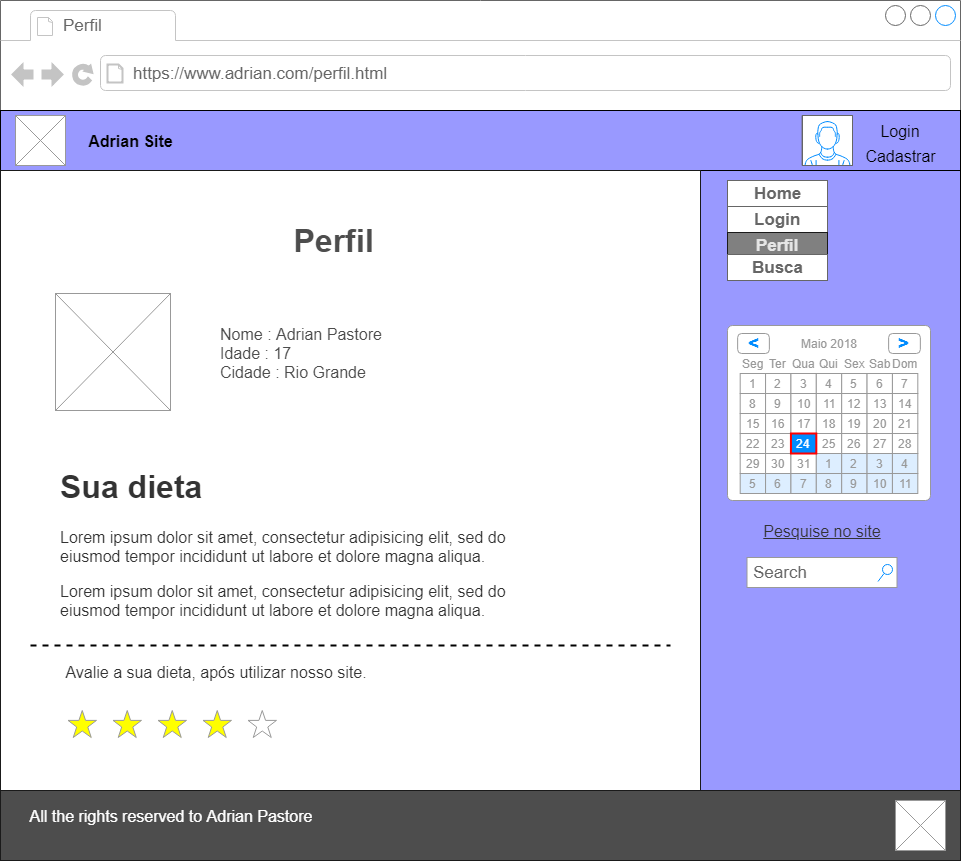 Perfil
https://www.adrian.com/perfil.html
Adrian Site
Login
Cadastrar
Home
Login
Perfil
Busca
Perfil
Nome : Adrian Pastore
Idade : 17
Cidade : Rio Grande
< Maio 2018 >
Seg Ter Qua Qui Sex Sab Dom
1 2 3 4 5 6 7
8 9 10 11 12 13 14
15 16 17 18 19 20 21
22 23 24 25 26 27 28
29 30 31 1 2 3 4
5 6 7 8 9 10 11
Pesquise no site
Search
Sua dieta
Lorem ipsum dolor sit amet, consectetur adipisicing elit, sed do
eiusmod tempor incididunt ut labore et dolore magna aliqua.
Lorem ipsum dolor sit amet, consectetur adipisicing elit, sed do
eiusmod tempor incididunt ut labore et dolore magna aliqua.
Avalie a sua dieta, após utilizar nosso site.
All the rights reserved to Adrian Pastore